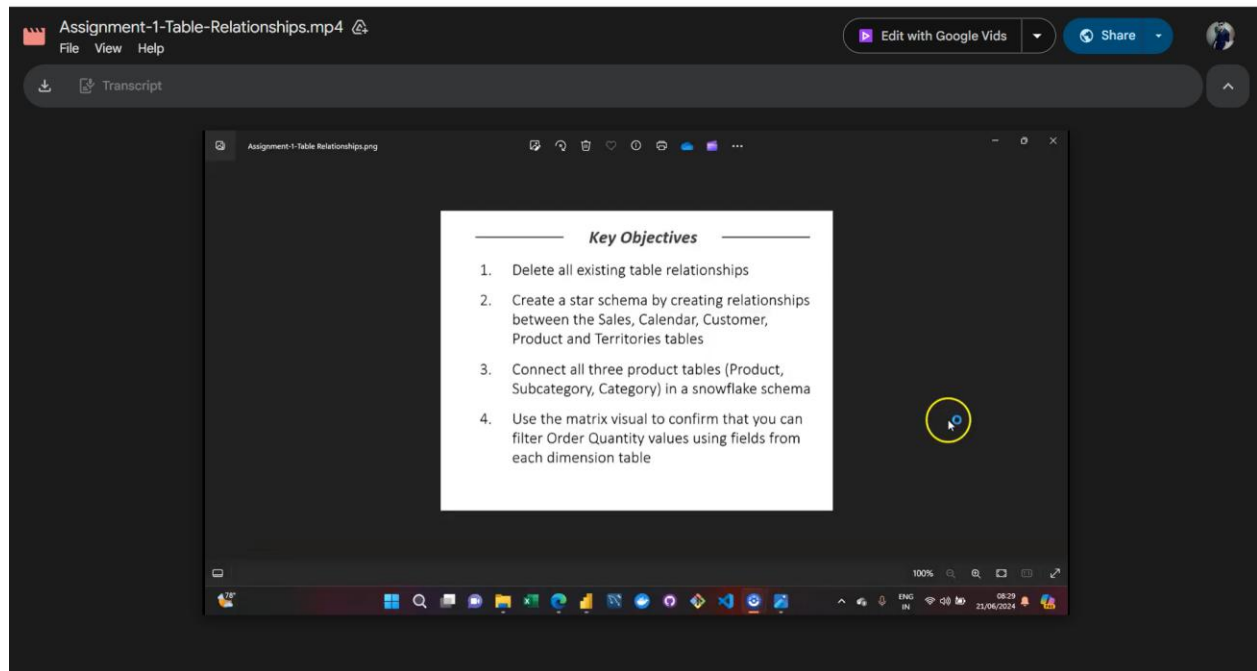 Assignment-1-Table-Relationships.mp4
File View Help
Edit with Google Vids
Share
Transcript
Assignment-1-Table Relationships.png
Key Objectives
1. Delete all existing table relationships
2. Create a star schema by creating relationships
between the Sales, Calendar, Customer,
Product and Territories tables
3. Connect all three product tables (Product,
Subcategory, Category) in a snowflake schema
4. Use the matrix visual to confirm that you can
filter Order Quantity values using fields from
each dimension table
100%
78°
ENG
IN
08:29
21/06/2024